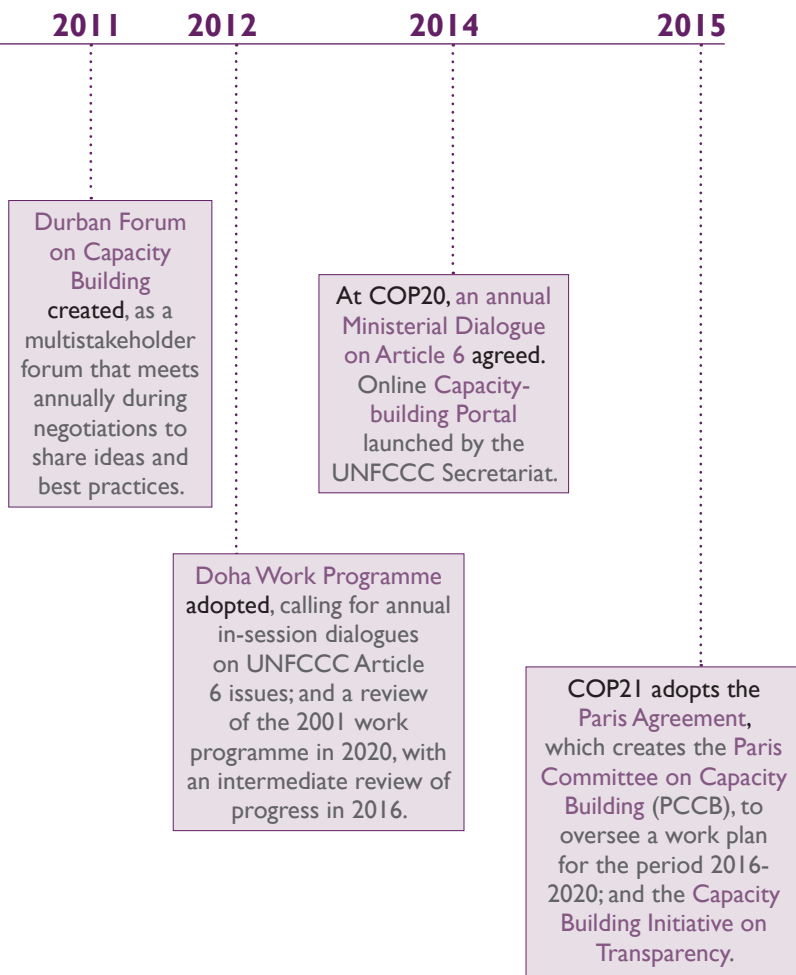 2011 2012 2014 2015
Durban Forum
on Capacity
Building
created, as a
multistakeholder
forum that meets
annually during
negotiations to
share ideas and
best practices.
At COP20, an annual
Ministerial Dialogue
on Article 6 agreed.
Online Capacity-
building Portal
launched by the
UNFCCC Secretariat.
Doha Work Programme
adopted, calling for annual
in-session dialogues
on UNFCCC Article
6 issues; and a review
of the 2001 work
programme in 2020, with
an intermediate review of
progress in 2016.
COP21 adopts the
Paris Agreement,
which creates the Paris
Committee on Capacity
Building (PCCB), to
oversee a work plan
for the period 2016-
2020; and the Capacity
Building Initiative on
Transparency.